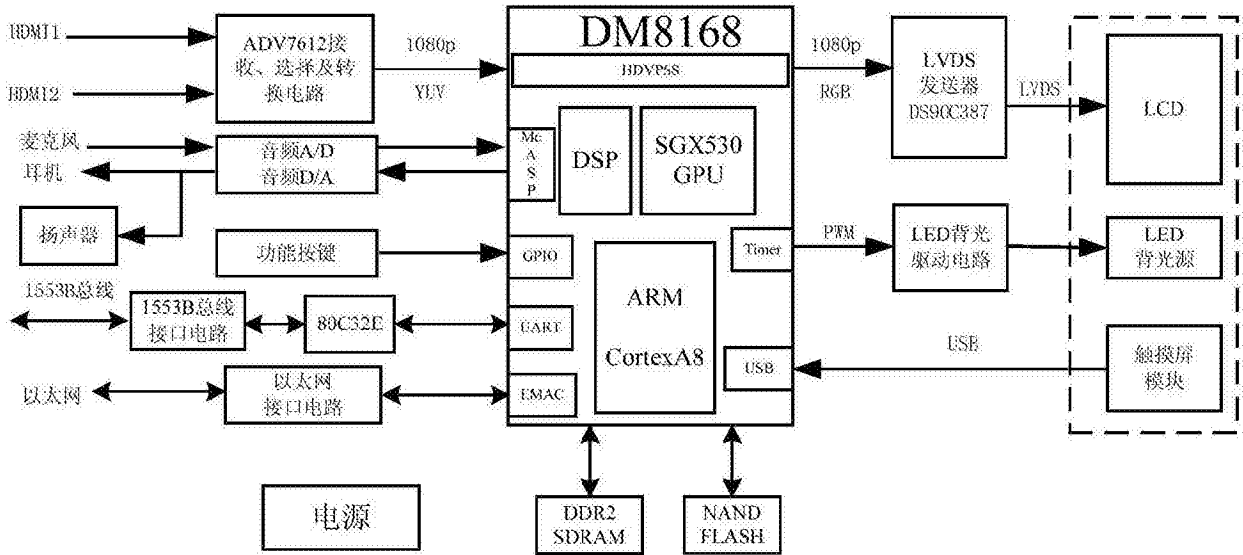 HDMI1
HDMI2
ADV7612接
收、选择及转
换电路
1080p
YUV
麦克风
耳机
音频A/D
音频D/A
扬声器
功能按键
1553B总线
1553B总线
接口电路
80C32E
以太网
以太网
接口电路
电源
DM8168
HDVPSS
Mc
A
S
P
DSP
SGX530
GPU
GPIO
UART
EMAC
ARM
CortexA8
Timer
USB
DDR2
SDRAM
NAND
FLASH
1080p
RGB
LVDS
发送器
DS90C387
LVDS
LCD
PWM
LED背光
驱动电路
LED
背光源
USB
触摸屏
模块